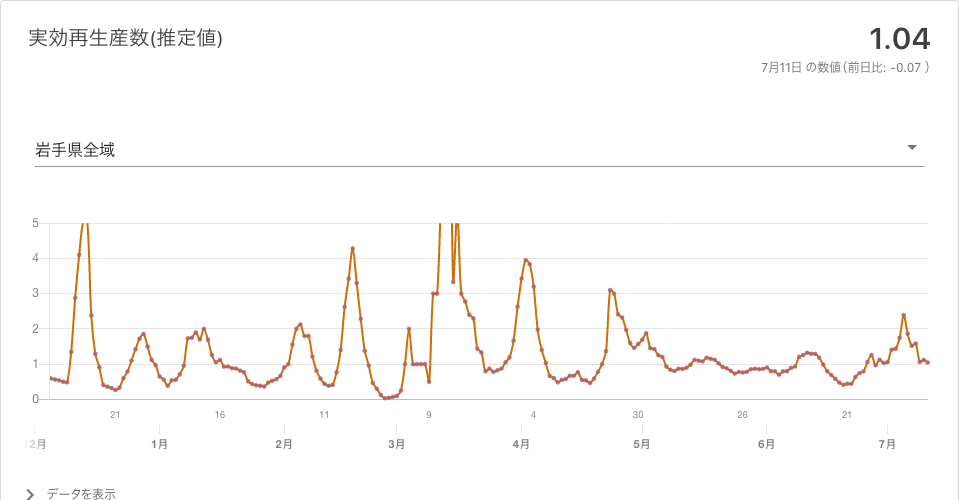 実効再生産数(推定値)
1.04
7月11日 の数値(前日比: -0.07 )
岩手県全域
5
4
3
2
1
0
21 16 11 9 4 30 26 21
12月 1月 2月 3月 4月 5月 6月 7月
データを表示